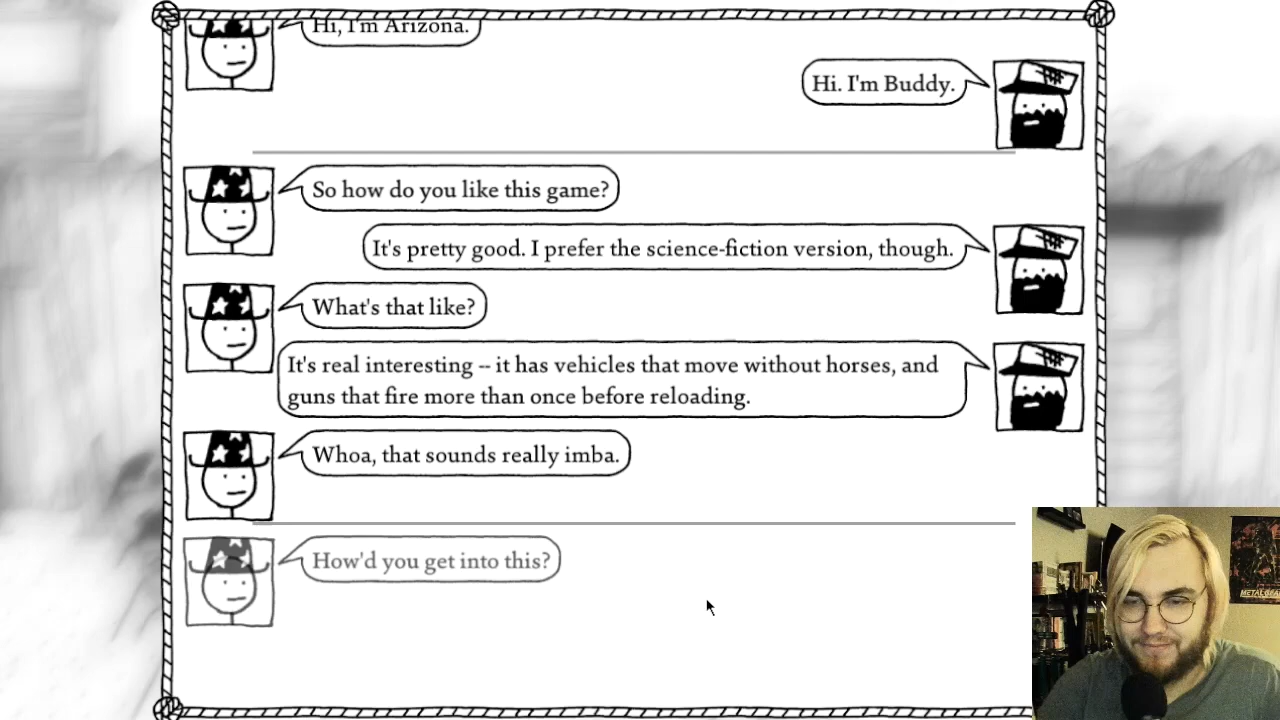 Hi, I'm Arizona.
Hi. I'm Buddy.
So how do you like this game?
It's pretty good. I prefer the science-fiction version, though.
What's that like?
It's real interesting -- it has vehicles that move without horses, and
guns that fire more than once before reloading.
Whoa, that sounds really imba.
How'd you get into this?
METALGEAR